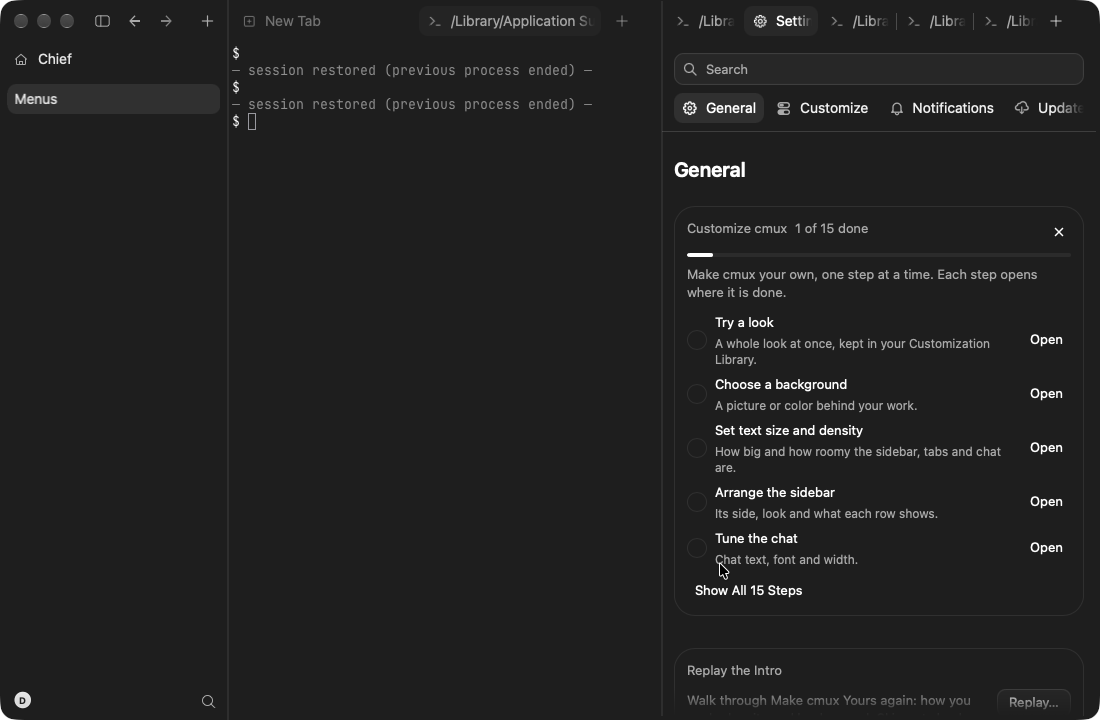 New Tab
/Library/Application Su
/Libra
Settin
/Libra
/Libra
/Libr
Chief
Menus
$
— session restored (previous process ended) —
$
— session restored (previous process ended) —
$
Search
General
Customize
Notifications
Update
General
Customize cmux 1 of 15 done
Make cmux your own, one step at a time. Each step opens
where it is done.
Try a look
A whole look at once, kept in your Customization
Library.
Open
Choose a background
A picture or color behind your work.
Open
Set text size and density
How big and how roomy the sidebar, tabs and chat
are.
Open
Arrange the sidebar
Its side, look and what each row shows.
Open
Tune the chat
Chat text, font and width.
Open
Show All 15 Steps
Replay the Intro
Walk through Make cmux Yours again: how you
Replay...
D